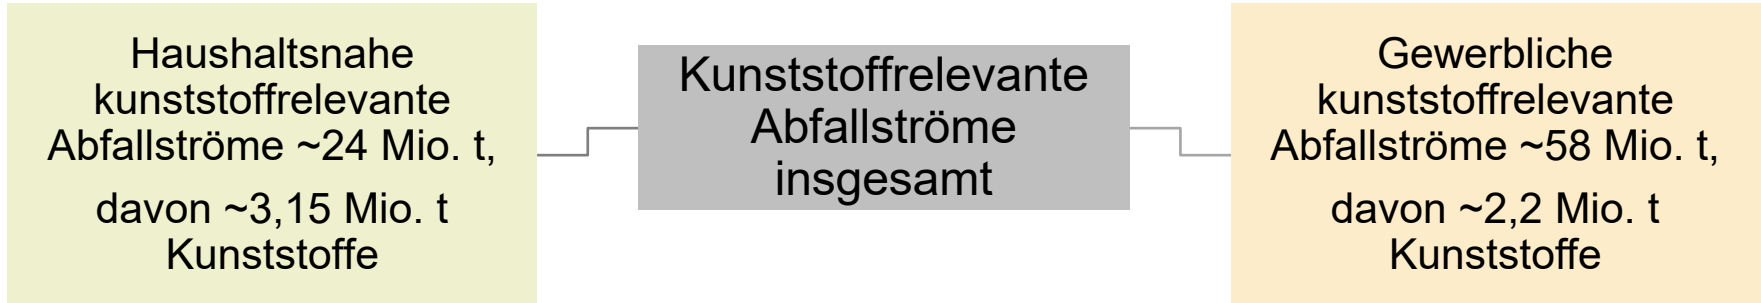 Haushaltsnahe
kunststoffrelevante
Abfallströme ~24 Mio. t,
davon ~3,15 Mio. t
Kunststoffe
Kunststoffrelevante
Abfallströme
insgesamt
Gewerbliche
kunststoffrelevante
Abfallströme ~58 Mio. t,
davon ~2,2 Mio. t
Kunststoffe